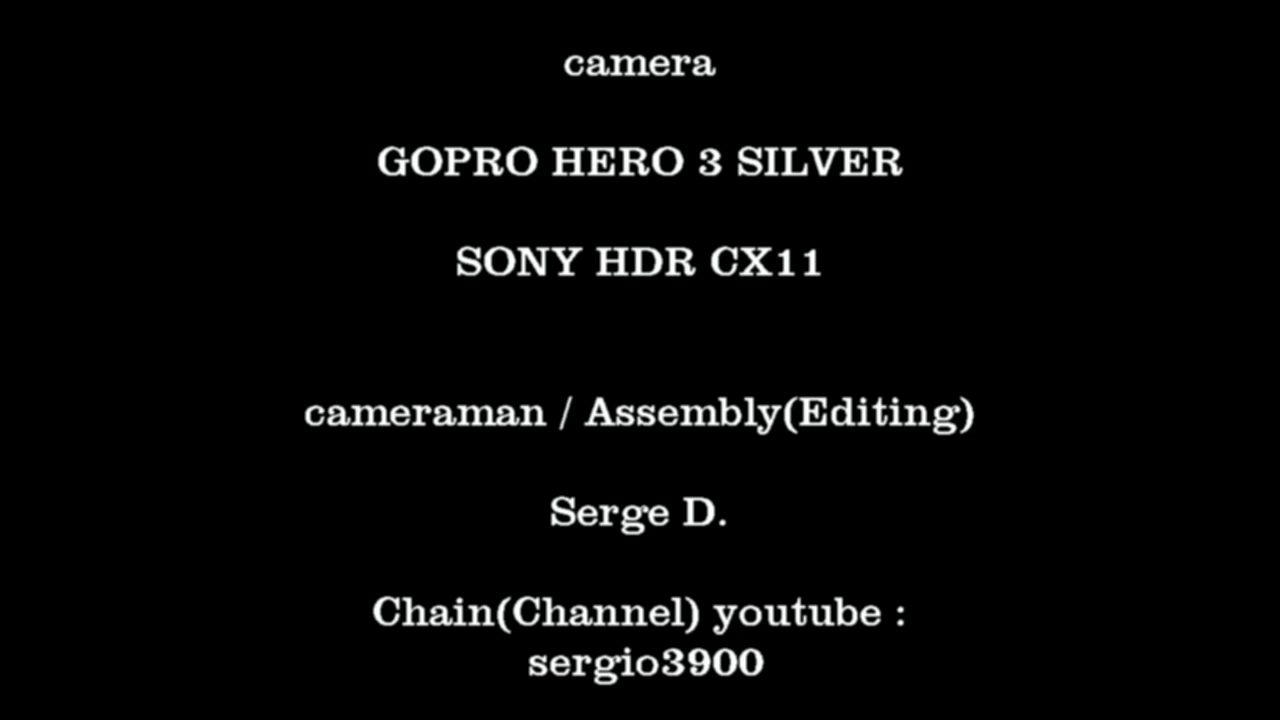 camera
GOPRO HERO 3 SILVER
SONY HDR CX11
cameraman / Assembly(Editing)
Serge D.
Chain(Channel) youtube :
sergio3900